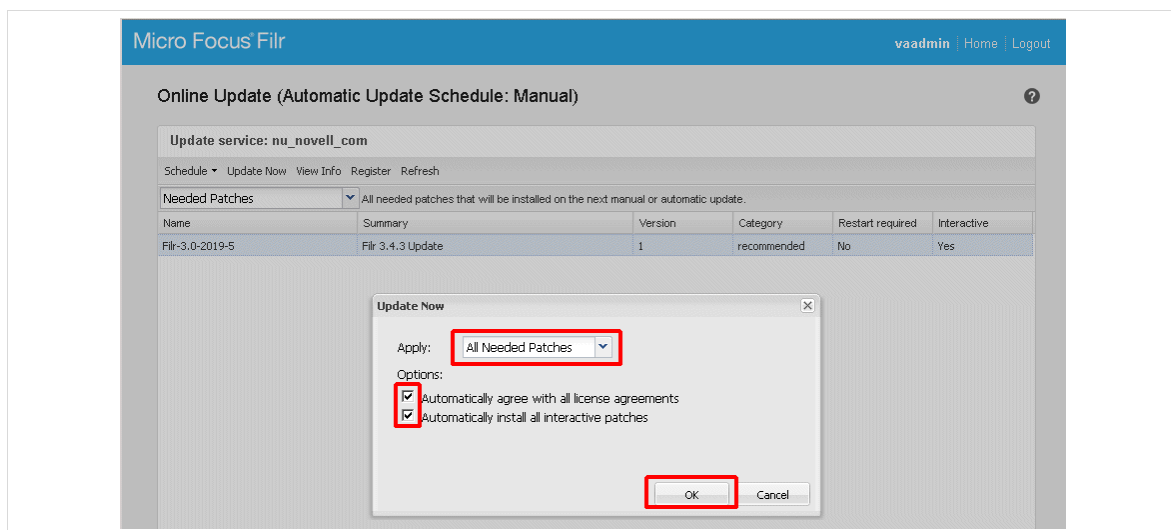 Micro Focus® Filr
vaadmin Home Logout
Online Update (Automatic Update Schedule: Manual)
?
Update service: nu_novell_com
Schedule Update Now View Info Register Refresh
Needed Patches All needed patches that will be installed on the next manual or automatic update.
Name Summary Version Category Restart required Interactive
Filr-3.0-2019-5 Filr 3.4.3 Update 1 recommended No Yes
Update Now
Apply: All Needed Patches
Options:
Automatically agree with all license agreements
Automatically install all interactive patches
OK Cancel